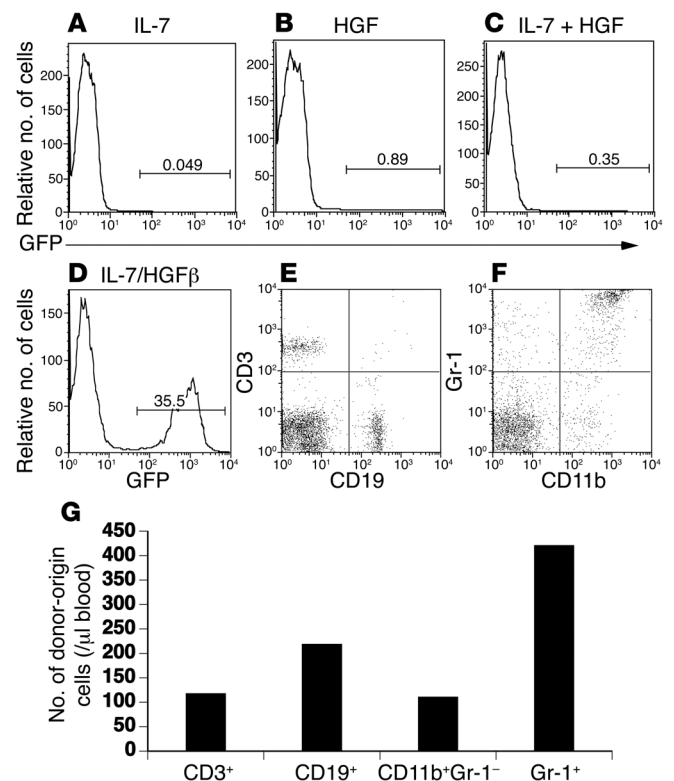 A IL-7
B HGF
C IL-7 + HGF
Relative no. of cells
200
150
100
50
0
0.049
10⁰ 10¹ 10² 10³ 10⁴
200
150
100
50
0
0.89
10⁰ 10¹ 10² 10³ 10⁴
250
200
150
100
50
0
0.35
10⁰ 10¹ 10² 10³ 10⁴
GFP
D IL-7/HGFβ
Relative no. of cells
150
100
50
0
35.5
10⁰ 10¹ 10² 10³ 10⁴
GFP
E
CD3
10⁴
10³
10²
10¹
10⁰
10⁰ 10¹ 10² 10³ 10⁴
CD19
F
Gr-1
10⁴
10³
10²
10¹
10⁰
10⁰ 10¹ 10² 10³ 10⁴
CD11b
G
No. of donor-origin
cells (/μl blood)
450
400
350
300
250
200
150
100
50
0
CD3⁺ CD19⁺ CD11b⁺Gr-1⁻ Gr-1⁺